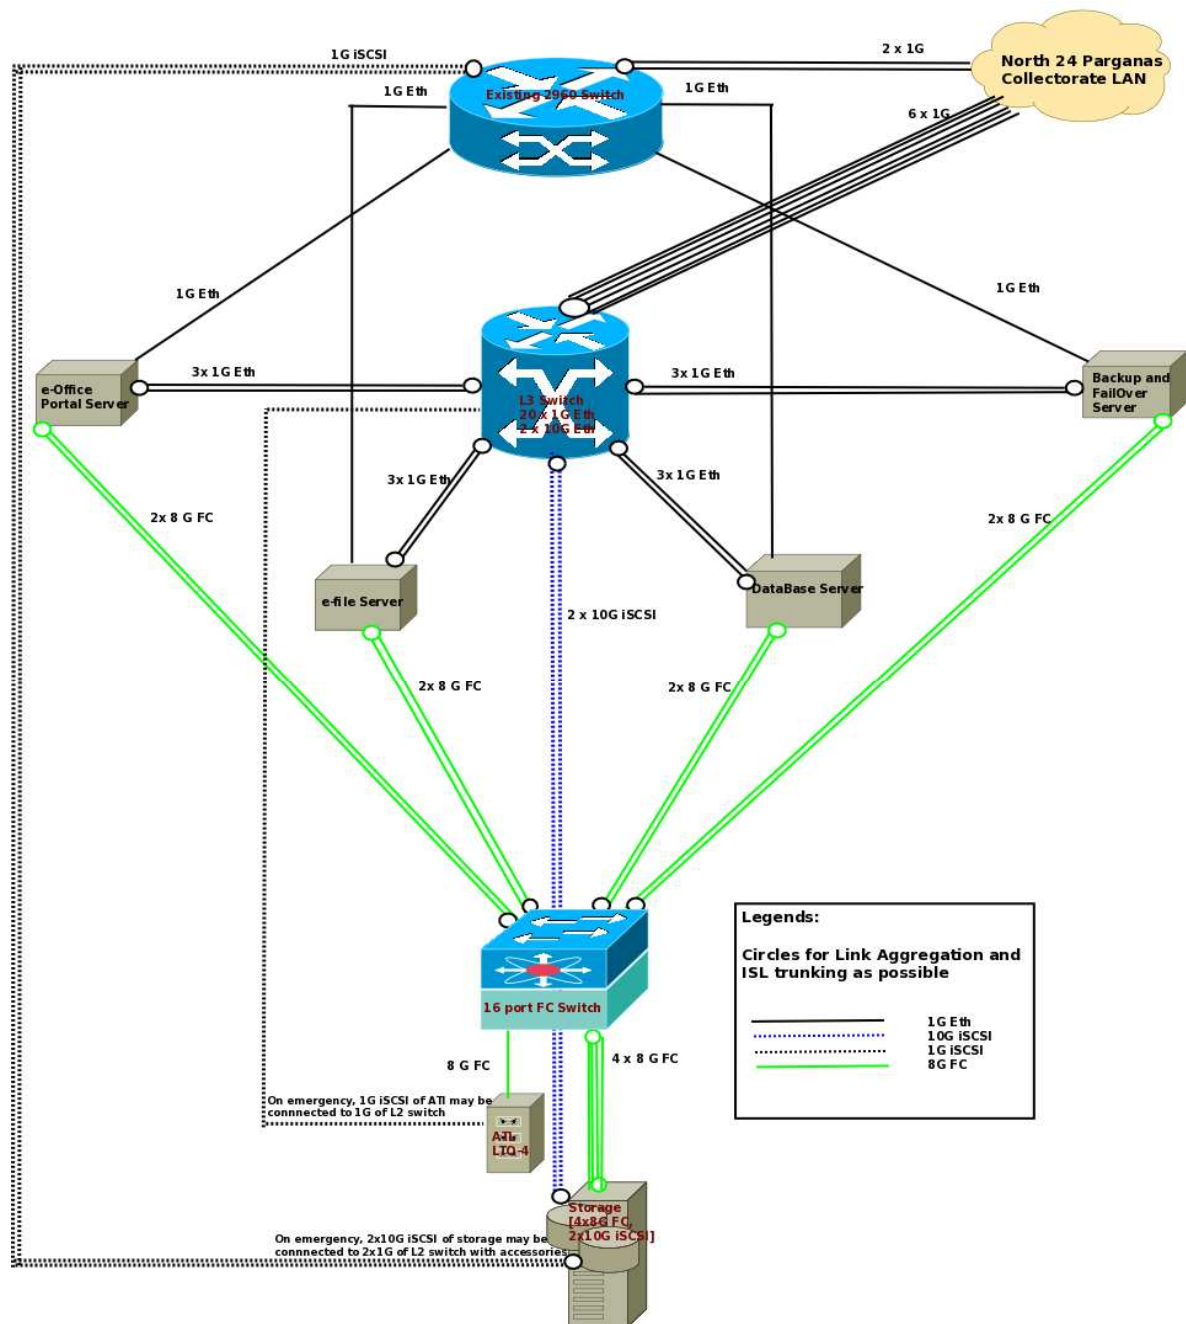 1G iSCSI
2 x 1G
North 24 Parganas
Collectorate LAN
1G Eth
Existing 2960 Switch
1G Eth
6 x 1G
1G Eth
1G Eth
e-Office
Portal Server
3x 1G Eth
L3 Switch
20 x 1G Eth
2 x 10G Eth
3x 1G Eth
Backup and
FailOver
Server
3x 1G Eth
3x 1G Eth
2x 8 G FC
2x 8 G FC
e-file Server
DataBase Server
2 x 10G iSCSI
2x 8 G FC
2x 8 G FC
Legends:
Circles for Link Aggregation and
ISL trunking as possible
1G Eth
10G iSCSI
1G iSCSI
8G FC
16 port FC Switch
8 G FC
4 x 8 G FC
On emergency, 1G iSCSI of ATl may be
connnected to 1G of L2 switch
ATL
LTO-4
Storage
[4x8G FC,
2x10G iSCSI]
On emergency, 2x10G iSCSI of storage may be
connnected to 2x1G of L2 switch with accessories